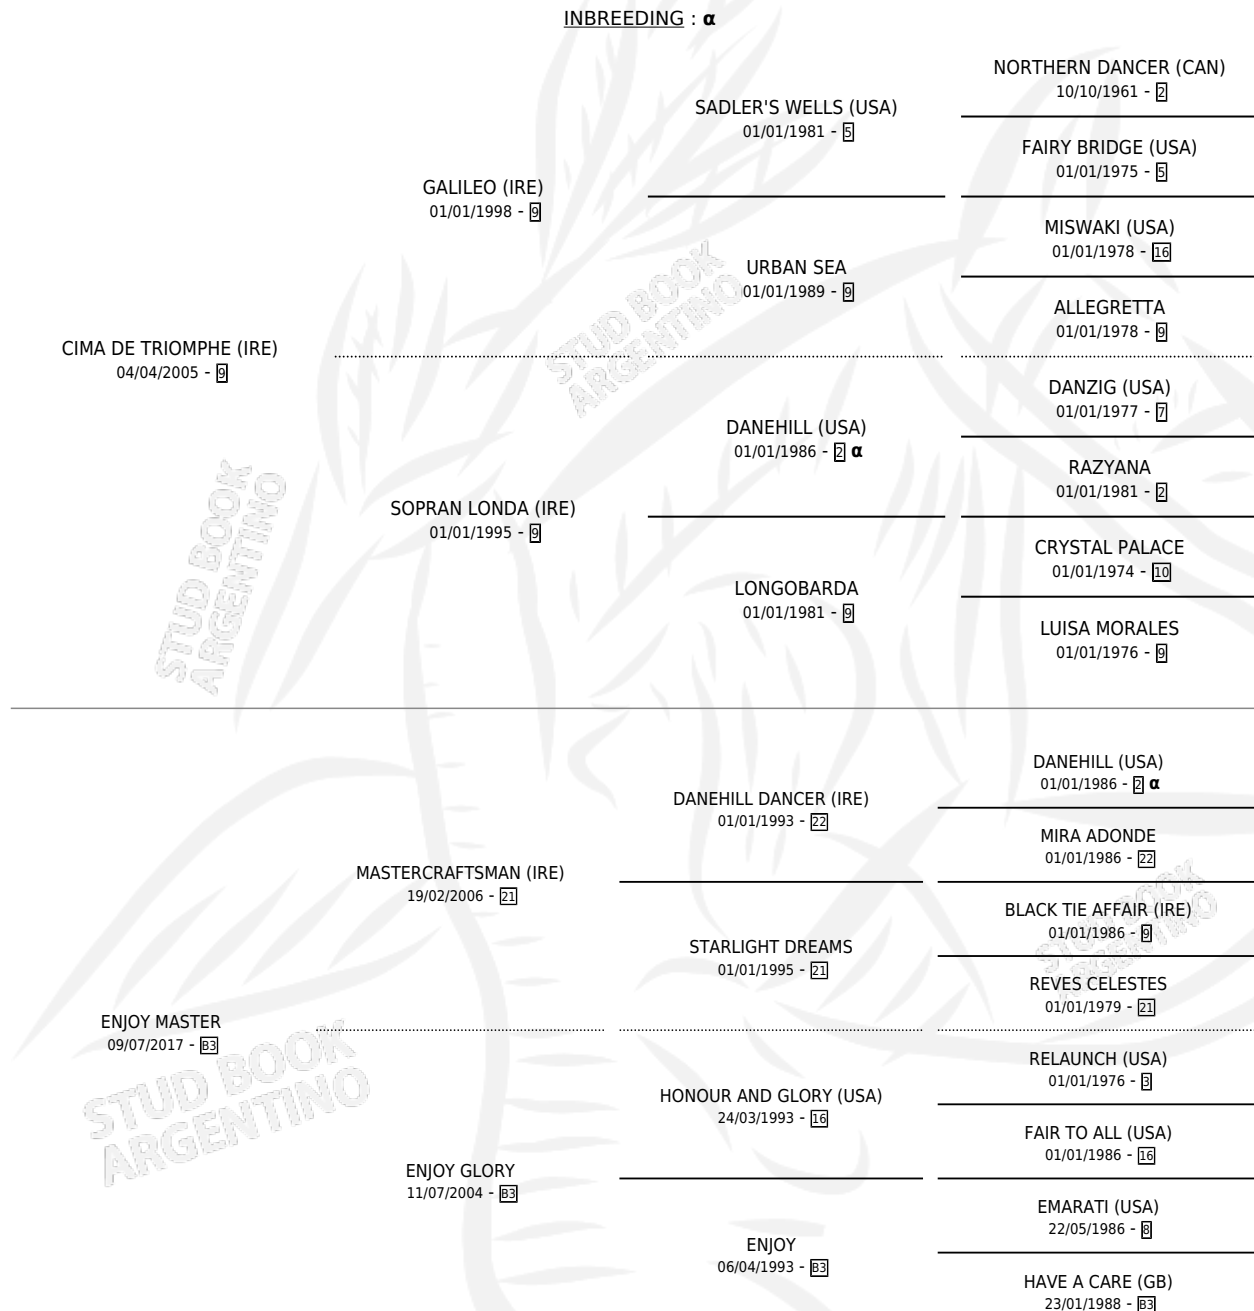 INBREEDING : α
NORTHERN DANCER (CAN)
10/10/1961 - 2
SADLER'S WELLS (USA)
01/01/1981 - 5
FAIRY BRIDGE (USA)
01/01/1975 - 5
GALILEO (IRE)
01/01/1998 - 9
MISWAKI (USA)
01/01/1978 - 16
URBAN SEA
01/01/1989 - 9
ALLEGRETTA
01/01/1978 - 9
CIMA DE TRIOMPHE (IRE)
04/04/2005 - 9
DANZIG (USA)
01/01/1977 - 7
DANEHILL (USA)
01/01/1986 - 2 α
RAZYANA
01/01/1981 - 2
SOPRAN LONDA (IRE)
01/01/1995 - 9
CRYSTAL PALACE
01/01/1974 - 10
LONGOBARDA
01/01/1981 - 9
LUISA MORALES
01/01/1976 - 9
DANEHILL (USA)
01/01/1986 - 2 α
DANEHILL DANCER (IRE)
01/01/1993 - 22
MIRA ADONDE
01/01/1986 - 22
MASTERCRAFTSMAN (IRE)
19/02/2006 - 21
BLACK TIE AFFAIR (IRE)
01/01/1986 - 9
STARLIGHT DREAMS
01/01/1995 - 21
REVES CELESTES
01/01/1979 - 21
ENJOY MASTER
09/07/2017 - B3
RELAUNCH (USA)
01/01/1976 - 3
HONOUR AND GLORY (USA)
24/03/1993 - 16
FAIR TO ALL (USA)
01/01/1986 - 16
ENJOY GLORY
11/07/2004 - B3
EMARATI (USA)
22/05/1986 - 8
ENJOY
06/04/1993 - B3
HAVE A CARE (GB)
23/01/1988 - B3
STUD BOOK
ARGENTINO
STUD BOOK
ARGENTINO
STUD BOOK
ARGENTINO
STUD BOOK
ARGENTINO